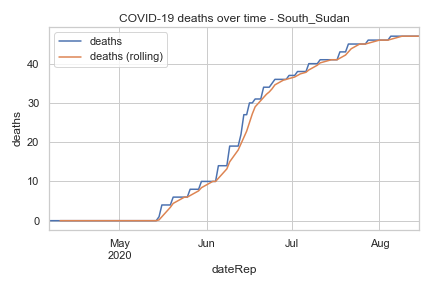 COVID-19 deaths over time - South_Sudan
deaths
deaths (rolling)
deaths
40
30
20
10
0
May
2020
Jun
Jul
Aug
dateRep